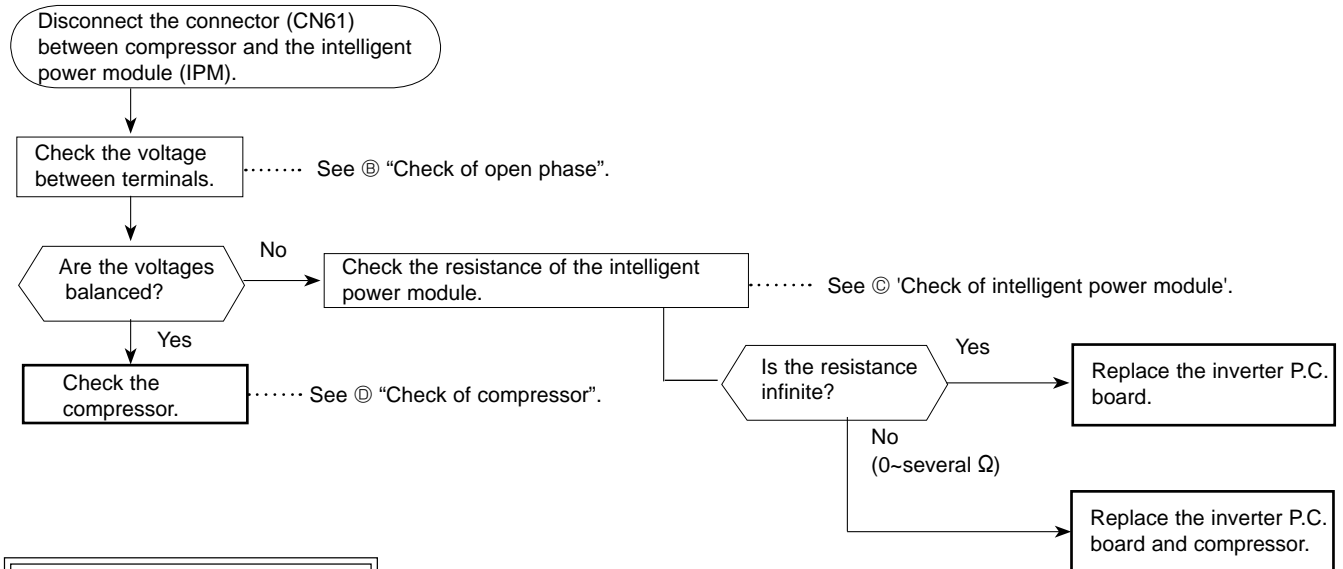 Disconnect the connector (CN61)
between compressor and the intelligent
power module (IPM).
Check the voltage
between terminals.
See Ⓑ “Check of open phase”.
Are the voltages
balanced?
No
Check the resistance of the intelligent
power module.
See Ⓒ 'Check of intelligent power module'.
Yes
Check the
compressor.
See Ⓓ “Check of compressor”.
Is the resistance
infinite?
Yes
Replace the inverter P.C.
board.
No
(0~several Ω)
Replace the inverter P.C.
board and compressor.